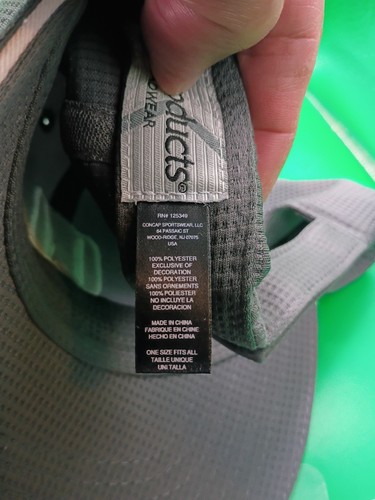 oducts®
DWEAR
RN# 125349
CONCAP SPORTSWEAR, LLC
64 PASSAIC ST
WOOD-RIDGE, NJ 07075
USA
100% POLYESTER
EXCLUSIVE OF
DECORATION
100% POLYESTER
SANS ORNEMENTS
100% POLIESTER
NO INCLUYE LA
DECORACION
MADE IN CHINA
FABRIQUE EN CHINE
HECHO EN CHINA
ONE SIZE FITS ALL
TAILLE UNIQUE
UNI TALLA